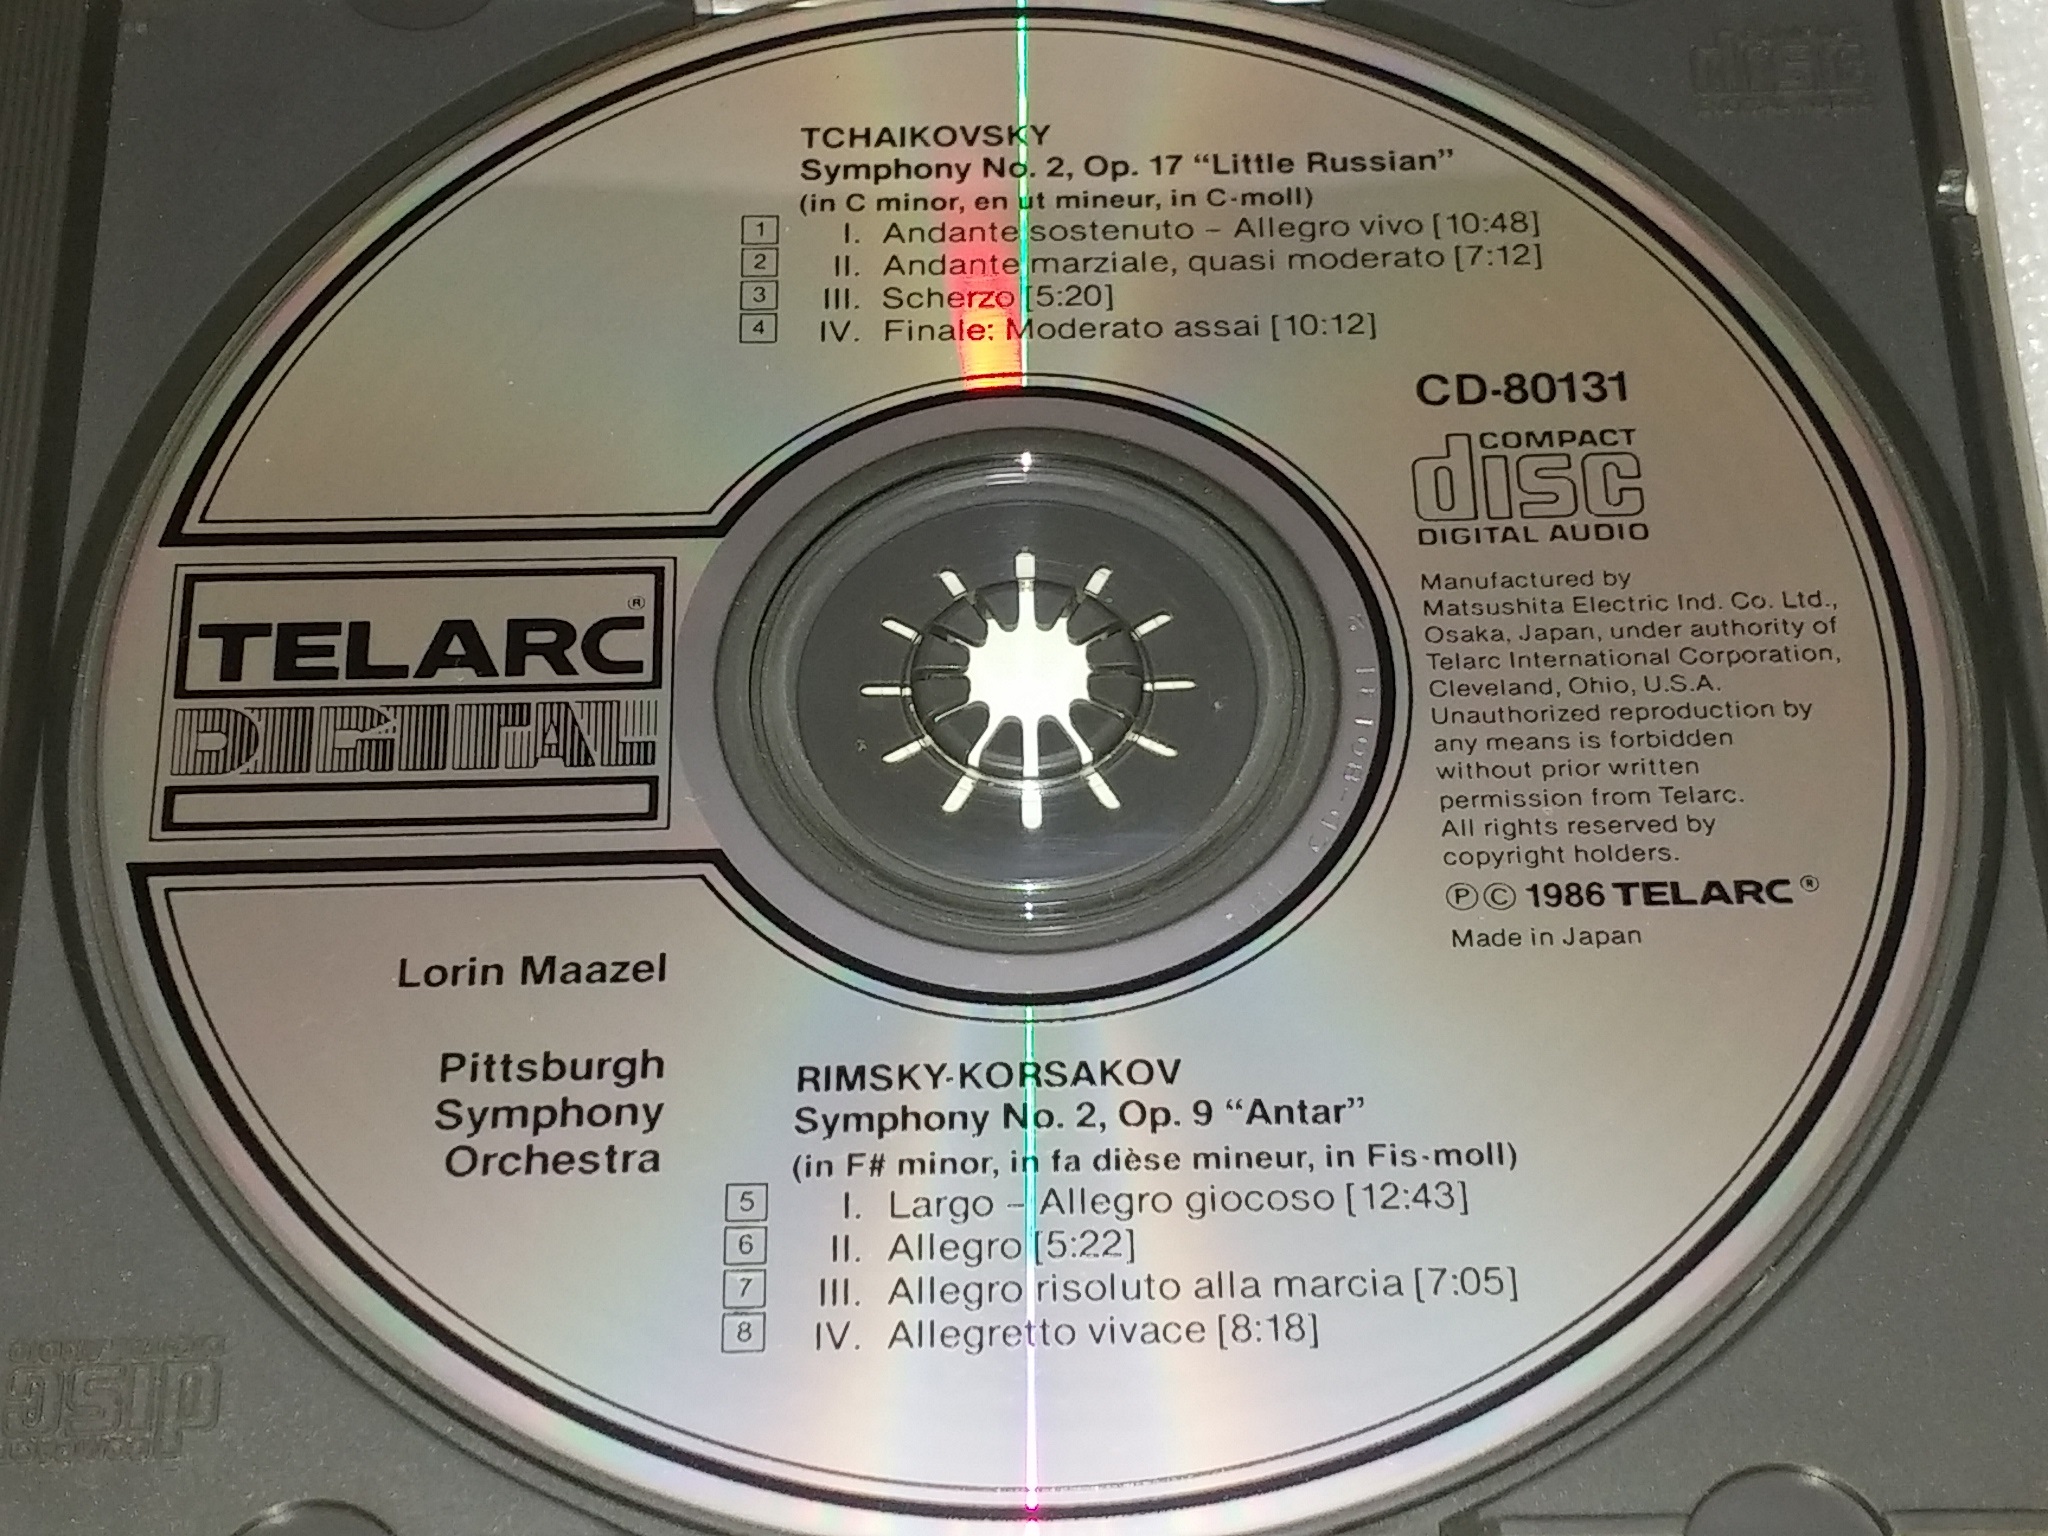 TCHAIKOVSKY
Symphony No. 2, Op. 17 “Little Russian”
(in C minor, en ut mineur, in C-moll)
1 I. Andante sostenuto – Allegro vivo [10:48]
2 II. Andante marziale, quasi moderato [7:12]
3 III. Scherzo [5:20]
4 IV. Finale: Moderato assai [10:12]
CD-80131
COMPACT
disc
DIGITAL AUDIO
Manufactured by
Matsushita Electric Ind. Co. Ltd.,
Osaka, Japan, under authority of
Telarc International Corporation,
Cleveland, Ohio, U.S.A.
Unauthorized reproduction by
any means is forbidden
without prior written
permission from Telarc.
All rights reserved by
copyright holders.
Ⓟ© 1986 TELARC®
Made in Japan
TELARC®
DIGITAL
Lorin Maazel
Pittsburgh
Symphony
Orchestra
RIMSKY-KORSAKOV
Symphony No. 2, Op. 9 “Antar”
(in F# minor, in fa dièse mineur, in Fis-moll)
5 I. Largo – Allegro giocoso [12:43]
6 II. Allegro [5:22]
7 III. Allegro risoluto alla marcia [7:05]
8 IV. Allegretto vivace [8:18]
disc
disc